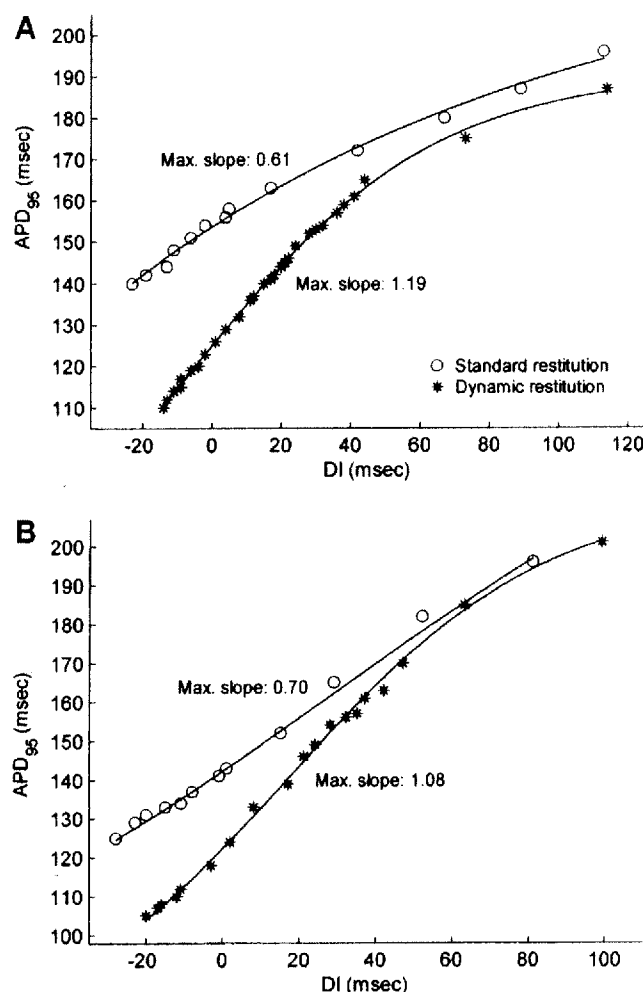 A
200
190
180
170
160
150
140
130
120
110
APD95 (msec)
Max. slope: 0.61
Max. slope: 1.19
Standard restitution
Dynamic restitution
-20 0 20 40 60 80 100 120
DI (msec)
B
200
190
180
170
160
150
140
130
120
110
100
APD95 (msec)
Max. slope: 0.70
Max. slope: 1.08
-20 0 20 40 60 80 100
DI (msec)